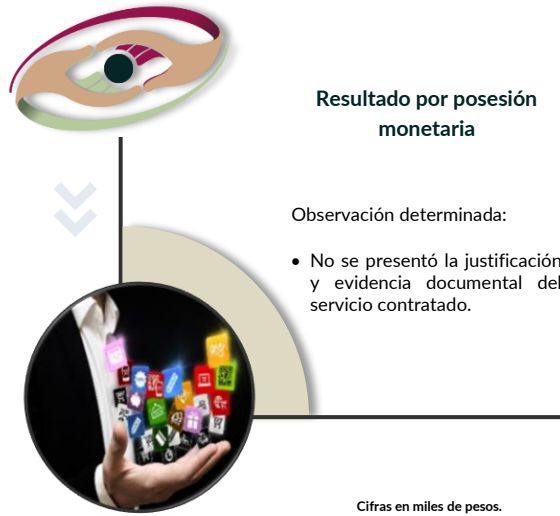 Resultado por posesión
monetaria
Observación determinada:
• No se presentó la justificación
y evidencia documental del
servicio contratado.
Cifras en miles de pesos.